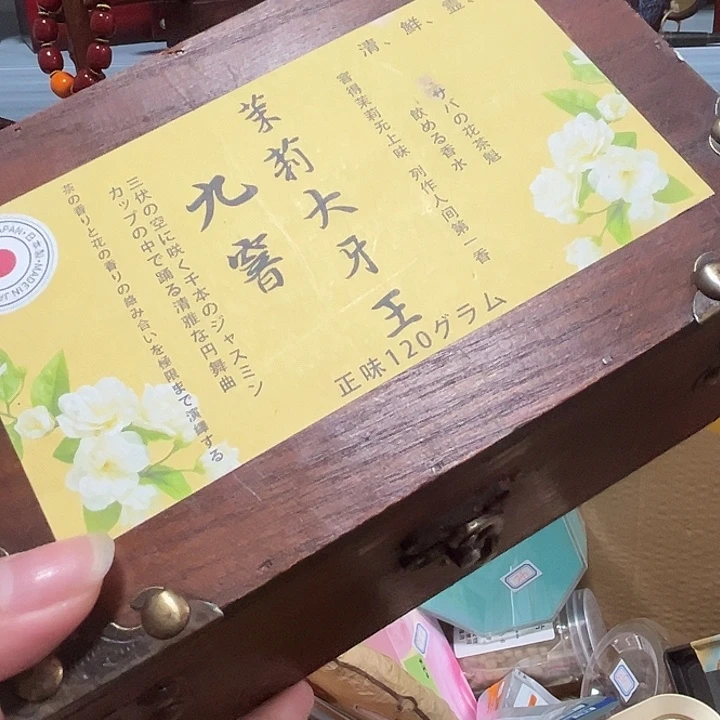 清、鮮、靈、
サバの花茶魁
飲める香水
嘗得茉莉无上味
列作人间第一香
茉莉大牙王
九窨
正味120グラム
三伏の空に咲く千本のジャスミン
カップの中で踊る清雅な円舞曲
茶の香りと花の香りの絡み合いを極限まで演繹する
JAPAN・日本製・MADE IN